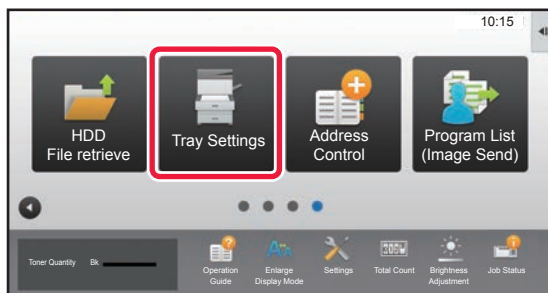 10:15
HDD
File retrieve
Tray Settings
Address
Control
Program List
(Image Send)
Toner Quantity Bk
Operation
Guide
Enlarge
Display Mode
Settings
Total Count
Brightness
Adjustment
Job Status